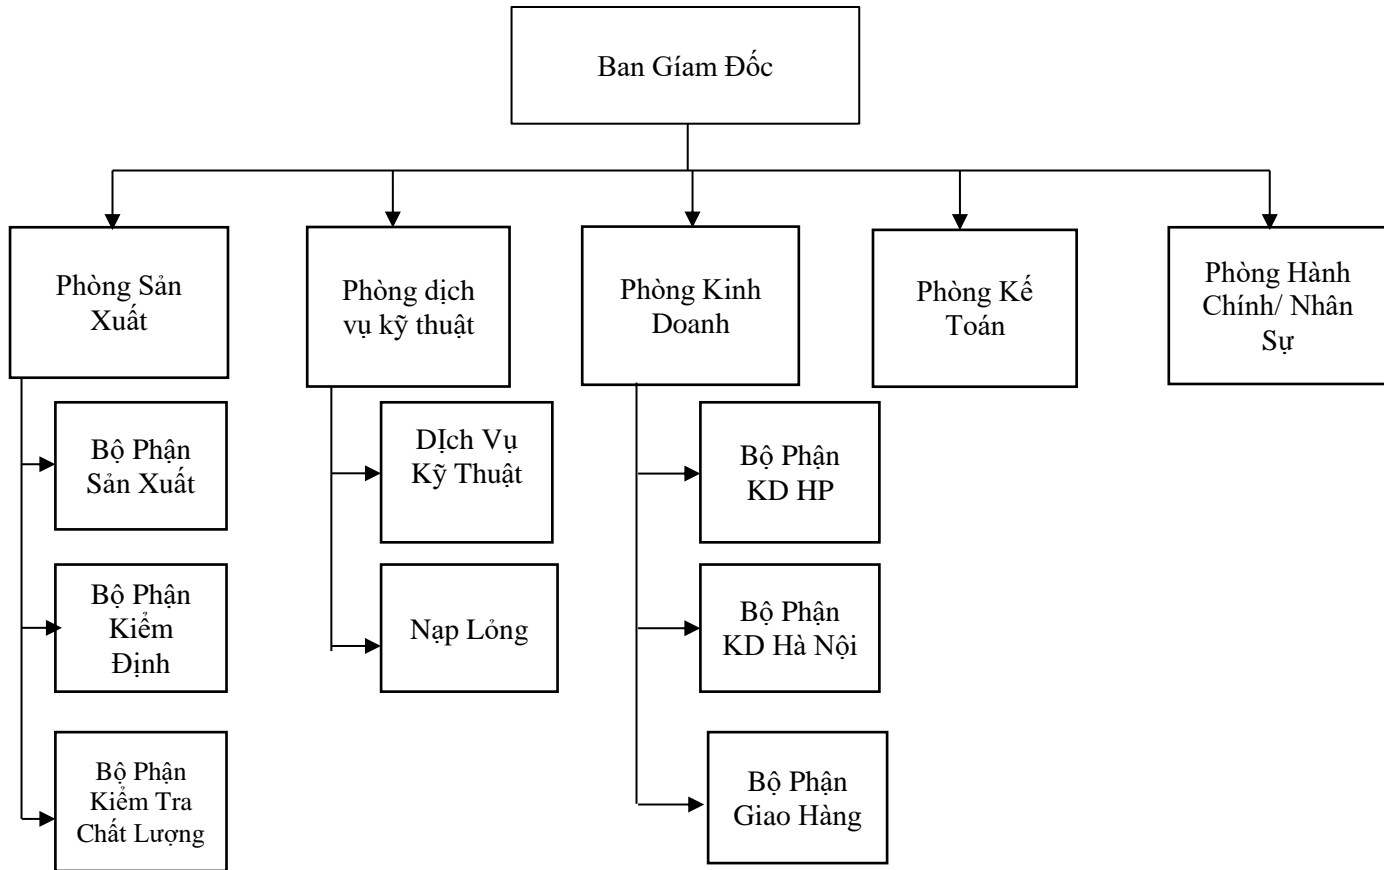 Ban Gíam Đốc
Phòng Sản
Xuất
Phòng dịch
vụ kỹ thuật
Phòng Kinh
Doanh
Phòng Kế
Toán
Phòng Hành
Chính/ Nhân
Sự
Bộ Phận
Sản Xuất
DỊch Vụ
Kỹ Thuật
Bộ Phận
KD HP
Bộ Phận
Kiểm
Định
Nạp Lỏng
Bộ Phận
KD Hà Nội
Bộ Phận
Kiểm Tra
Chất Lượng
Bộ Phận
Giao Hàng